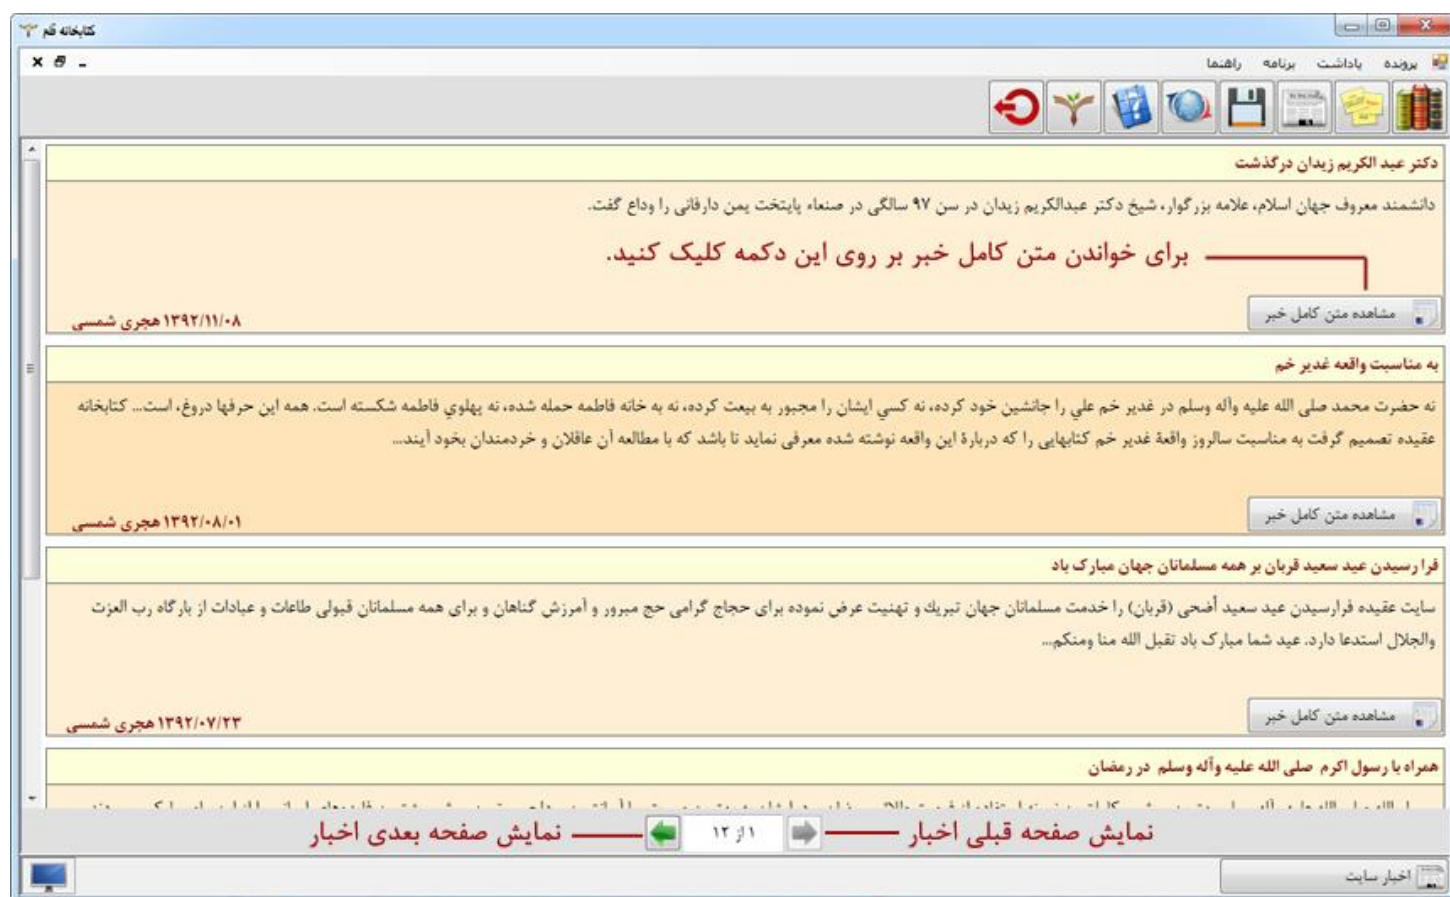 کتابخانه قلم
پرونده یاداشت برنامه راهنما
دکتر عبد الکریم زیدان درگذشت
دانشمند معروف جهان اسلام، علامه بزرگوار، شیخ دکتر عبدالکریم زیدان در سن ۹۷ سالگی در صنعاء پایتخت یمن دارفانی را وداع گفت.
برای خواندن متن کامل خبر بر روی این دکمه کلیک کنید.
مشاهده متن کامل خبر
۱۳۹۲/۱۱/۰۸ هجری شمسی
به مناسبت واقعه غدیر خم
نه حضرت محمد صلی الله علیه وآله وسلم در غدیر خم علي را جانشین خود کرده، نه کسي ایشان را مجبور به بیعت کرده، نه به خانه فاطمه حمله شده، نه پهلوي فاطمه شکسته است. همه این حرفها دروغ، است... کتابخانه
عقیده تصمیم گرفت به مناسبت سالروز واقعۀ غدیر خم کتابهایی را که دربارۀ این واقعه نوشته شده معرفی نماید تا باشد که با مطالعه آن عاقلان و خردمندان بخود آیند...
مشاهده متن کامل خبر
۱۳۹۲/۰۸/۰۱ هجری شمسی
فرا رسیدن عید سعید قربان بر همه مسلمانان جهان مبارک باد
سایت عقیده فرارسیدن عید سعید أضحی (قربان) را خدمت مسلمانان جهان تبریك و تهنیت عرض نموده برای حجاج گرامی حج مبرور و آمرزش گناهان و برای همه مسلمانان قبولی طاعات و عبادات از بارگاه رب العزت
والجلال استدعا دارد. عید شما مبارک باد تقبل الله منا ومنكم...
مشاهده متن کامل خبر
۱۳۹۲/۰۷/۲۳ هجری شمسی
همراه با رسول اکرم صلی الله علیه وآله وسلم در رمضان
نمایش صفحه قبلی اخبار
۱ از ۱۲
نمایش صفحه بعدی اخبار
اخبار سایت